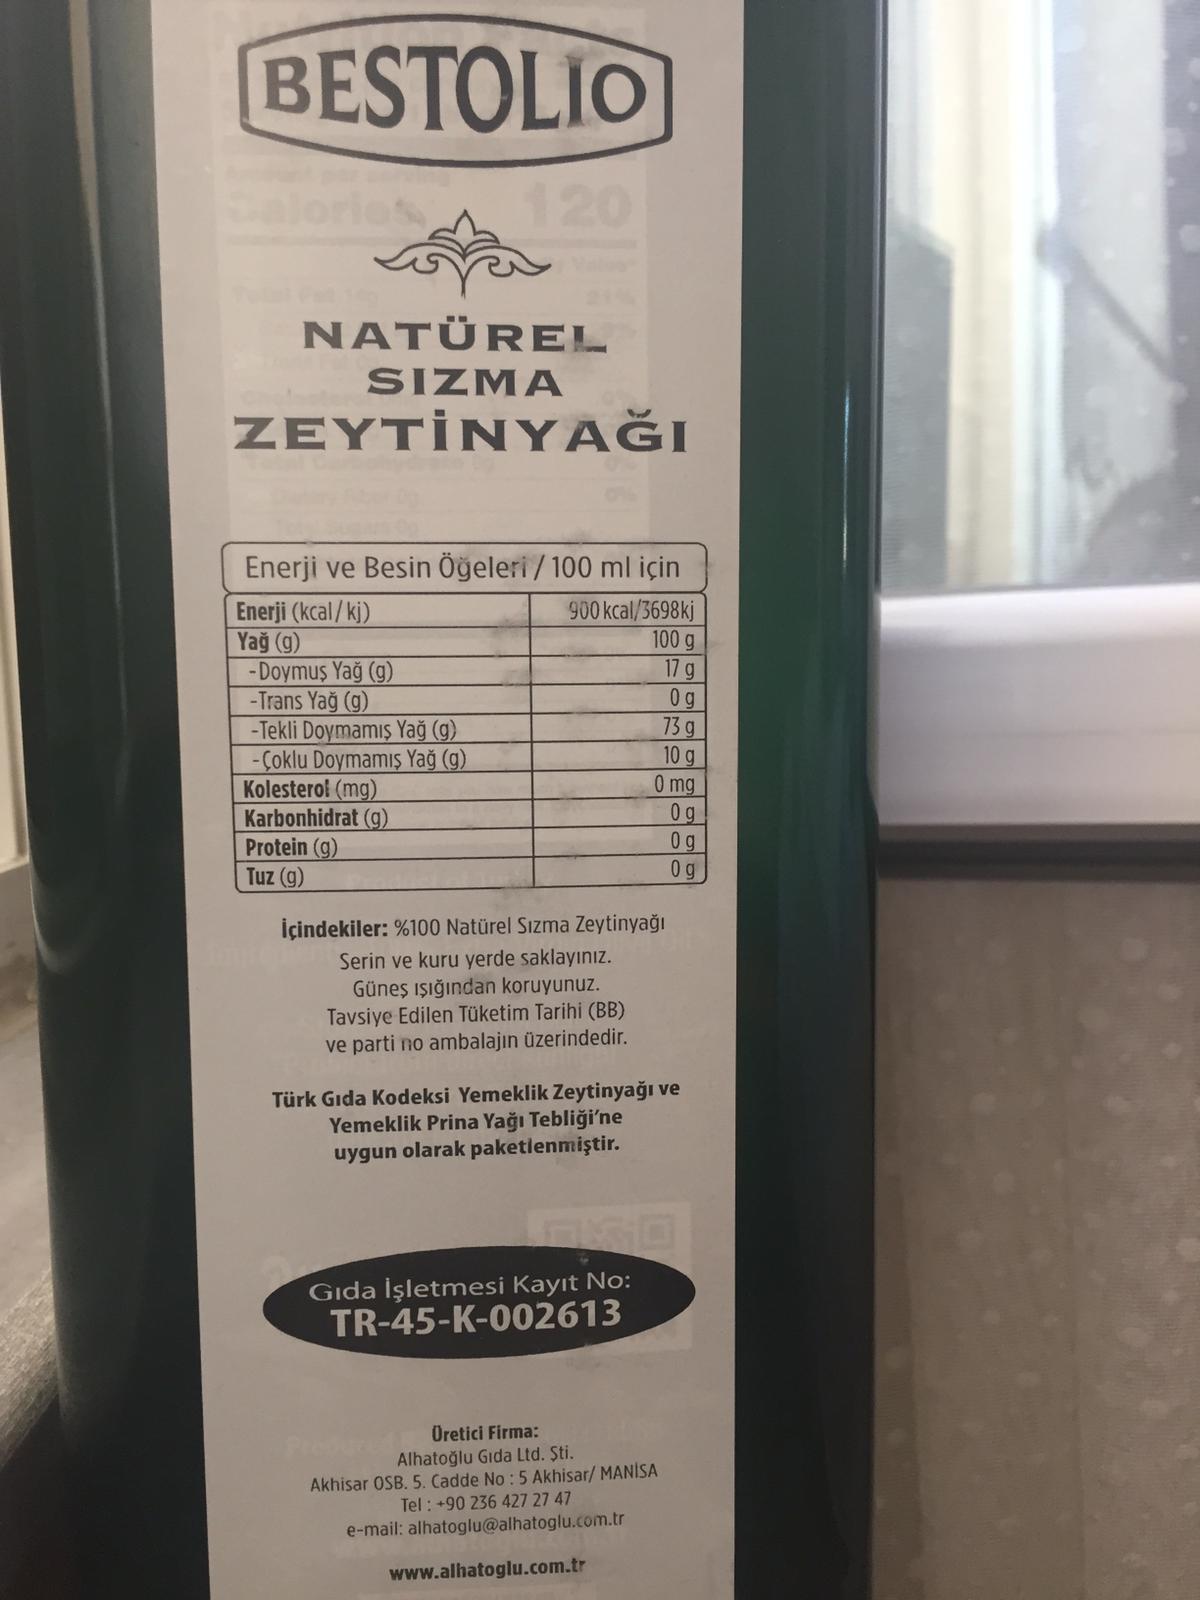 BESTOLIO
Calories 120
NATÜREL
SIZMA
ZEYTİNYAĞI
Enerji ve Besin Öğeleri / 100 ml için
Enerji (kcal/kj) 900 kcal/3698kj
Yağ (g) 100 g
-Doymuş Yağ (g) 17 g
-Trans Yağ (g) 0 g
-Tekli Doymamış Yağ (g) 73 g
-Çoklu Doymamış Yağ (g) 10 g
Kolesterol (mg) 0 mg
Karbonhidrat (g) 0 g
Protein (g) 0 g
Tuz (g) 0 g
İçindekiler: %100 Natürel Sızma Zeytinyağı
Serin ve kuru yerde saklayınız.
Güneş ışığından koruyunuz.
Tavsiye Edilen Tüketim Tarihi (BB)
ve parti no ambalajın üzerindedir.
Türk Gıda Kodeksi Yemeklik Zeytinyağı ve
Yemeklik Prina Yağı Tebliği'ne
uygun olarak paketlenmiştir.
Gıda İşletmesi Kayıt No:
TR-45-K-002613
Üretici Firma:
Alhatoğlu Gıda Ltd. Şti.
Akhisar OSB. 5. Cadde No : 5 Akhisar/ MANİSA
Tel : +90 236 427 27 47
e-mail: alhatoglu@alhatoglu.com.tr
www.alhatoglu.com.tr